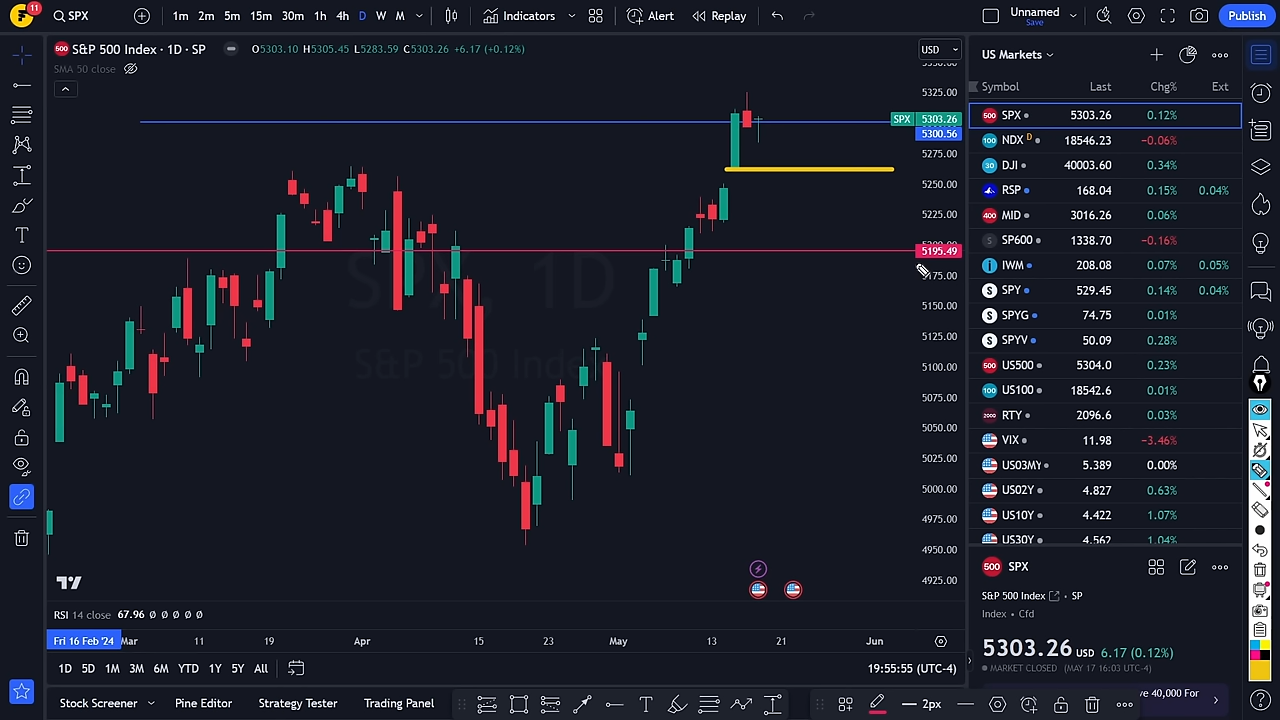 11
SPX
1m 2m 5m 15m 30m 1h 4h D W M
Indicators
Alert
Replay
Unnamed
Save
Publish
S&P 500 Index · 1D · SP
O5303.10 H5305.45 L5283.59 C5303.26 +6.17 (+0.12%)
USD
SMA 50 close
5325.00
SPX 5303.26
5300.56
5275.00
5250.00
5225.00
5195.49
5175.00
5150.00
5125.00
5100.00
5075.00
5050.00
5025.00
5000.00
4975.00
4950.00
4925.00
SPX, 1D
S&P 500 Index
RSI 14 close 67.96 Ø Ø Ø Ø Ø
Fri 16 Feb '24 Mar 11 19 Apr 15 23 May 13 21 Jun
1D 5D 1M 3M 6M YTD 1Y 5Y All
19:55:55 (UTC-4)
Stock Screener Pine Editor Strategy Tester Trading Panel
2px
US Markets
Symbol Last Chg% Ext
500 SPX 5303.26 0.12%
100 NDX D 18546.23 −0.06%
DJI 40003.60 0.34%
RSP 168.04 0.15% 0.04%
400 MID 3016.26 0.06%
SP600 1338.70 −0.16%
IWM 208.08 0.07% 0.05%
SPY 529.45 0.14% 0.04%
SPYG 74.75 0.01%
SPYV 50.09 0.28%
500 US500 5304.0 0.23%
100 US100 18542.6 0.01%
2000 RTY 2096.6 0.03%
VIX 11.98 −3.46%
US03MY 5.389 0.00%
US02Y 4.827 0.63%
US10Y 4.422 1.07%
US30Y 4.562 1.04%
500 SPX
S&P 500 Index · SP
Index · Cfd
5303.26 USD 6.17 (0.12%)
MARKET CLOSED (MAY 17 16:03 UTC-4)
e 40,000 For